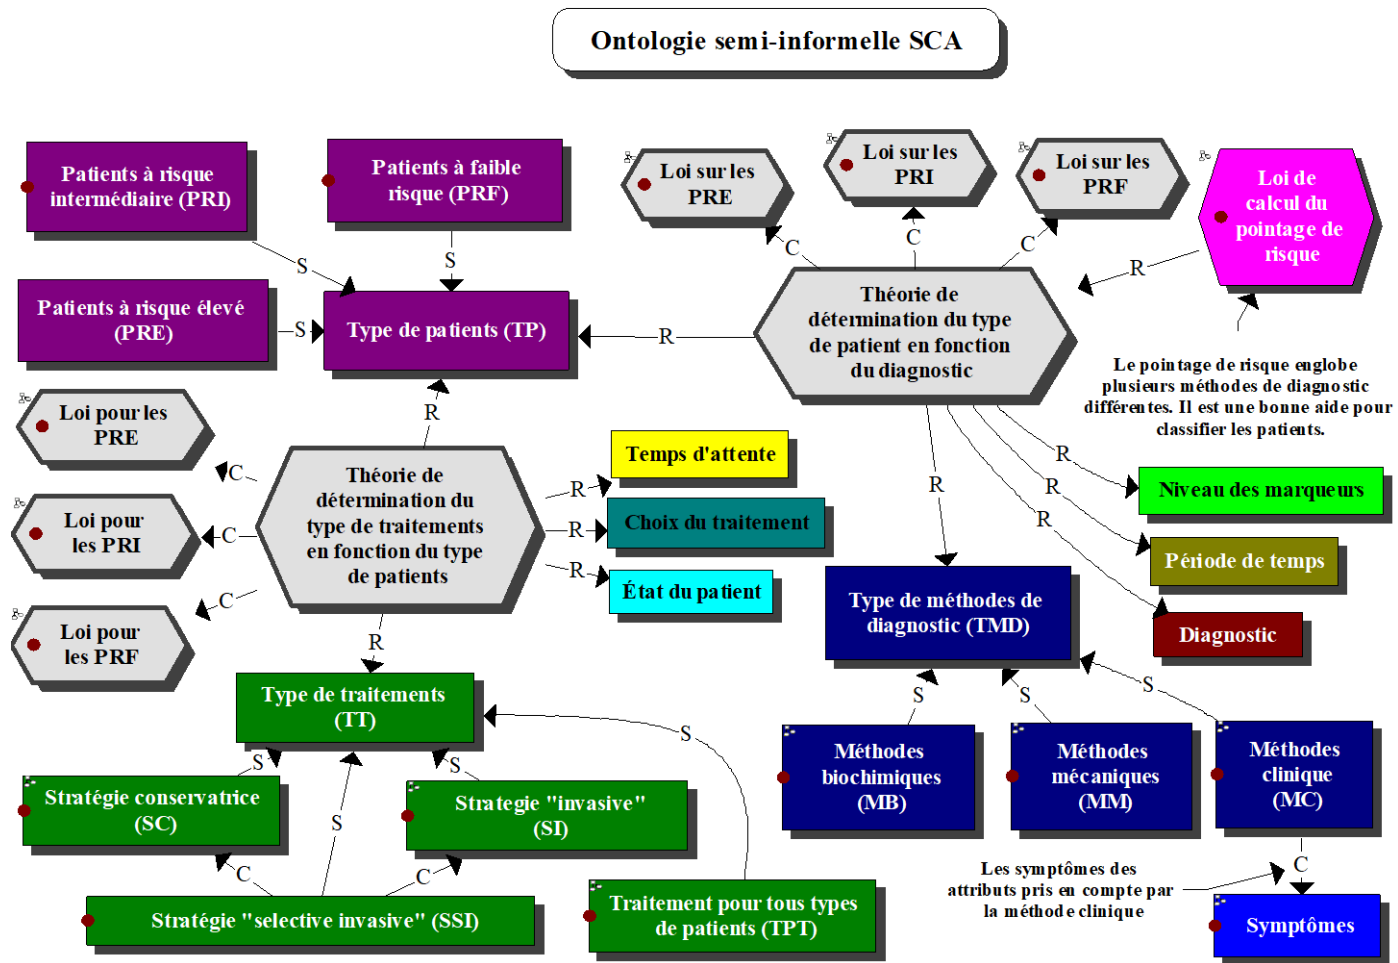 Ontologie semi-informelle SCA
Patients à risque
intermédiaire (PRI)
Patients à faible
risque (PRF)
Loi sur les
PRE
Loi sur les
PRI
Loi sur les
PRF
Loi de
calcul du
pointage de
risque
C
C
C
R
S
S
Patients à risque élevé
(PRE)
S
Type de patients (TP)
R
Théorie de
détermination du type
de patient en fonction
du diagnostic
Le pointage de risque englobe
plusieurs méthodes de diagnostic
différentes. Il est une bonne aide pour
classifier les patients.
Loi pour les
PRE
R
C
Loi pour
les PRI
C
Loi pour
les PRF
C
Théorie de
détermination du
type de traitements
en fonction du type
de patients
R
Temps d'attente
R
Choix du traitement
R
État du patient
R
R
R
R
Niveau des marqueurs
Période de temps
Diagnostic
Type de méthodes de
diagnostic (TMD)
R
Type de traitements
(TT)
S
S
S
S
Stratégie conservatrice
(SC)
Strategie "invasive"
(SI)
C
C
Stratégie "selective invasive" (SSI)
Traitement pour tous types
de patients (TPT)
S
S
S
Méthodes
biochimiques
(MB)
Méthodes
mécaniques
(MM)
Méthodes
clinique
(MC)
Les symptômes des
attributs pris en compte par
la méthode clinique
C
Symptômes